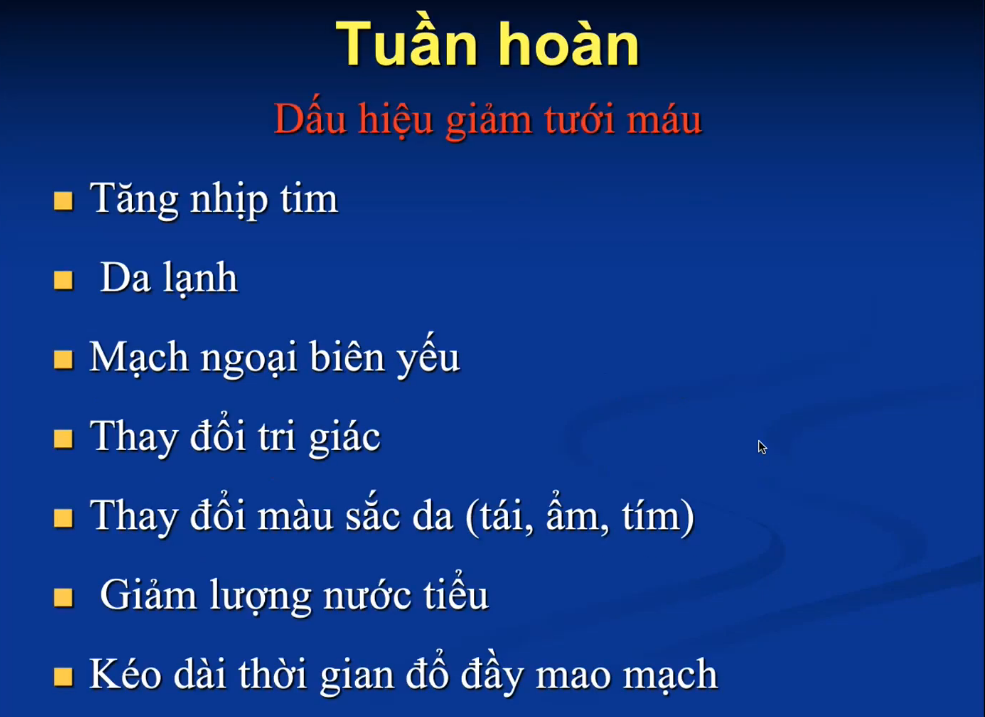 Tuần hoàn
Dấu hiệu giảm tưới máu
Tăng nhịp tim
Da lạnh
Mạch ngoại biên yếu
Thay đổi tri giác
Thay đổi màu sắc da (tái, ẩm, tím)
Giảm lượng nước tiểu
Kéo dài thời gian đổ đầy mao mạch